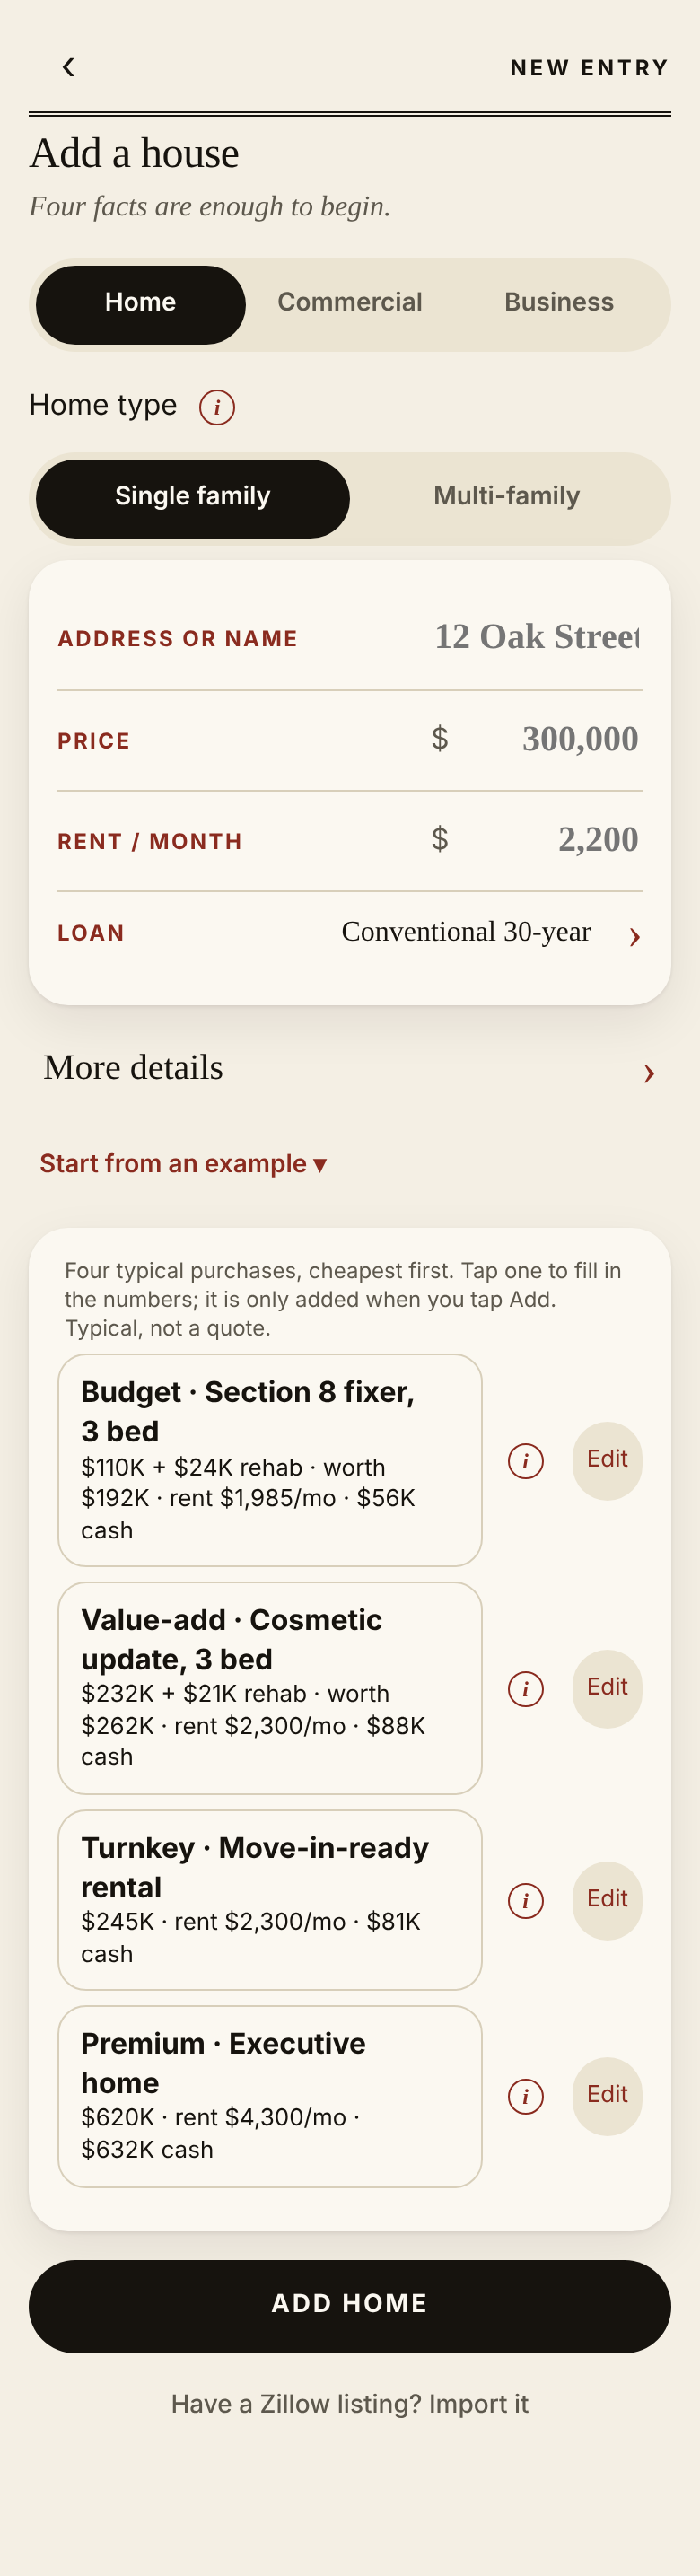 ‹ NEW ENTRY
Add a house
Four facts are enough to begin.
Home Commercial Business
Home type i
Single family Multi-family
ADDRESS OR NAME 12 Oak Street
PRICE $ 300,000
RENT / MONTH $ 2,200
LOAN Conventional 30-year ›
More details ›
Start from an example ▾
Four typical purchases, cheapest first. Tap one to fill in
the numbers; it is only added when you tap Add.
Typical, not a quote.
Budget · Section 8 fixer,
3 bed
$110K + $24K rehab · worth
$192K · rent $1,985/mo · $56K
cash
i Edit
Value-add · Cosmetic
update, 3 bed
$232K + $21K rehab · worth
$262K · rent $2,300/mo · $88K
cash
i Edit
Turnkey · Move-in-ready
rental
$245K · rent $2,300/mo · $81K
cash
i Edit
Premium · Executive
home
$620K · rent $4,300/mo ·
$632K cash
i Edit
ADD HOME
Have a Zillow listing? Import it